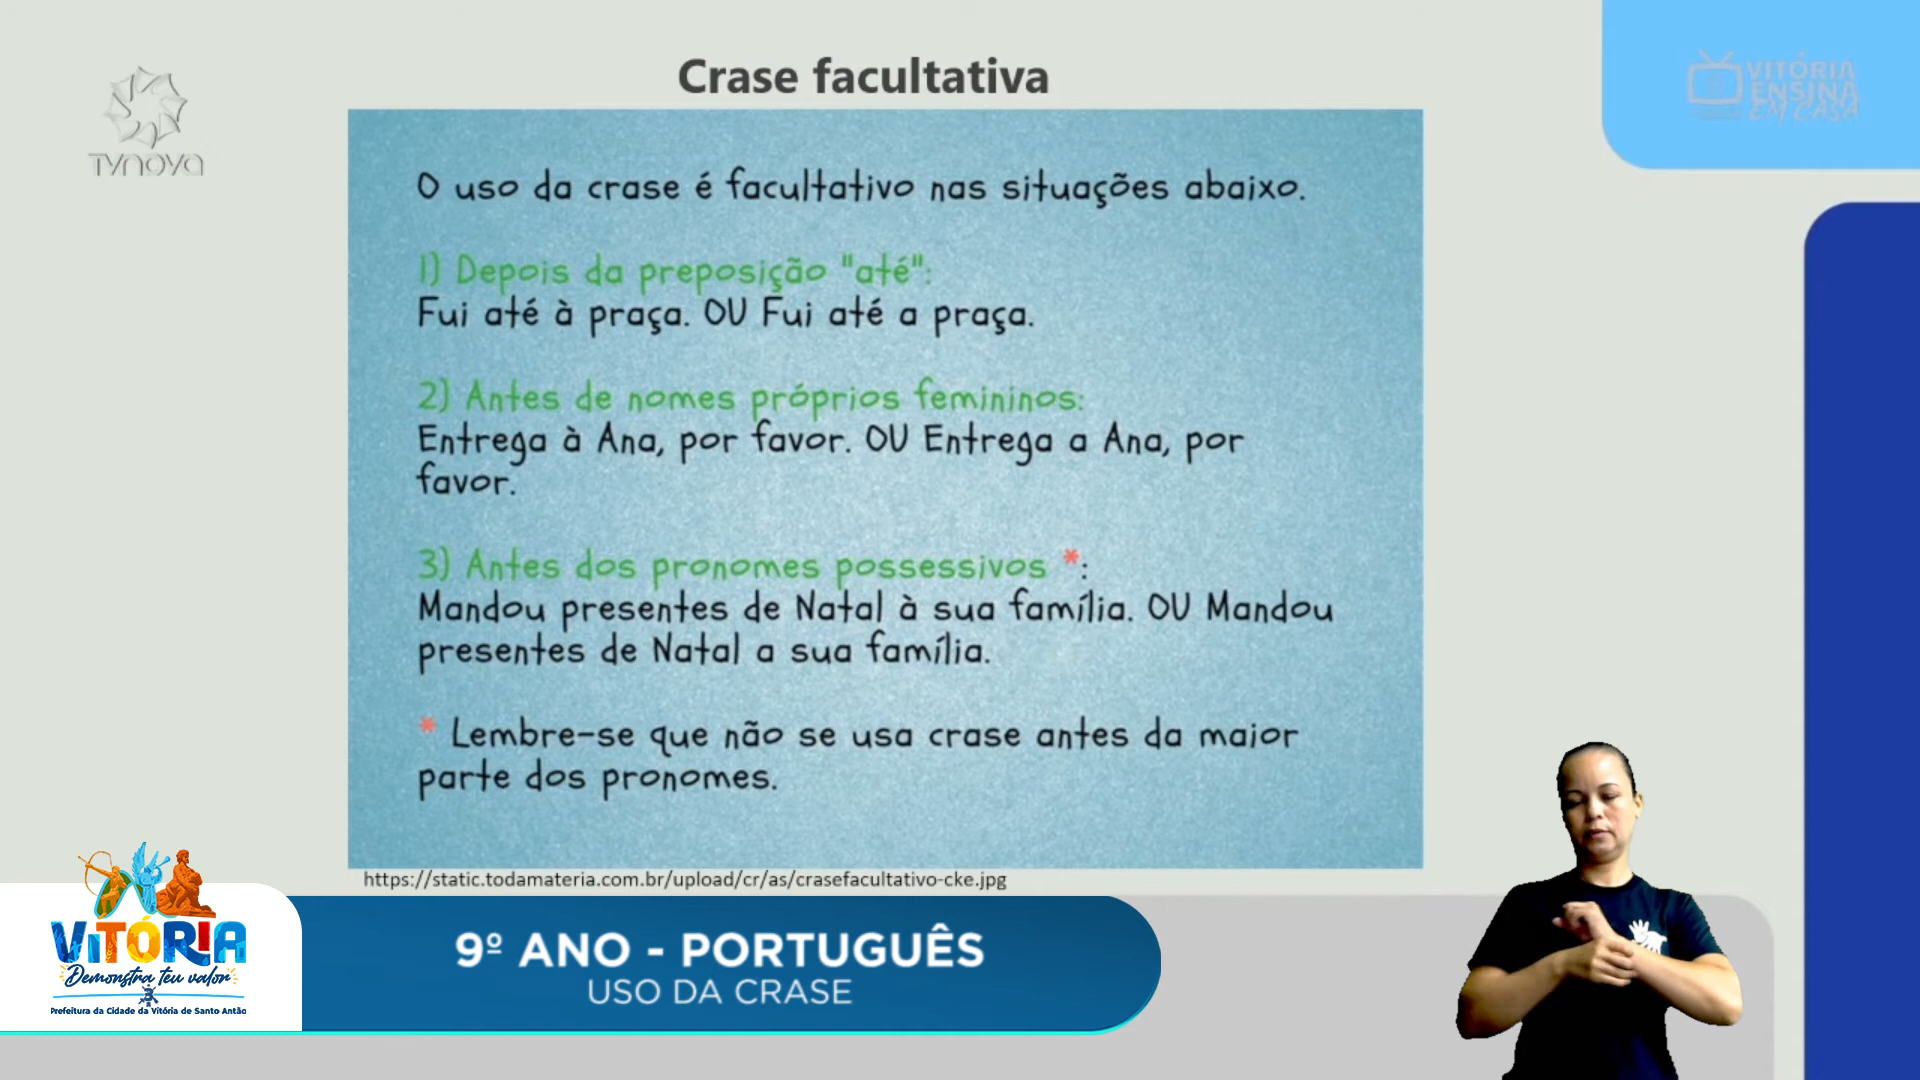 Crase facultativa
TVNOVA
VITÓRIA
ENSINA
EM CASA
O uso da crase é facultativo nas situações abaixo.
1) Depois da preposição "até":
Fui até à praça. OU Fui até a praça.
2) Antes de nomes próprios femininos:
Entrega à Ana, por favor. OU Entrega a Ana, por
favor.
3) Antes dos pronomes possessivos *:
Mandou presentes de Natal à sua família. OU Mandou
presentes de Natal a sua família.
* Lembre-se que não se usa crase antes da maior
parte dos pronomes.
https://static.todamateria.com.br/upload/cr/as/crasefacultativo-cke.jpg
VITÓRIA
Demonstra teu valor
Prefeitura da Cidade da Vitória de Santo Antão
9º ANO - PORTUGUÊS
USO DA CRASE